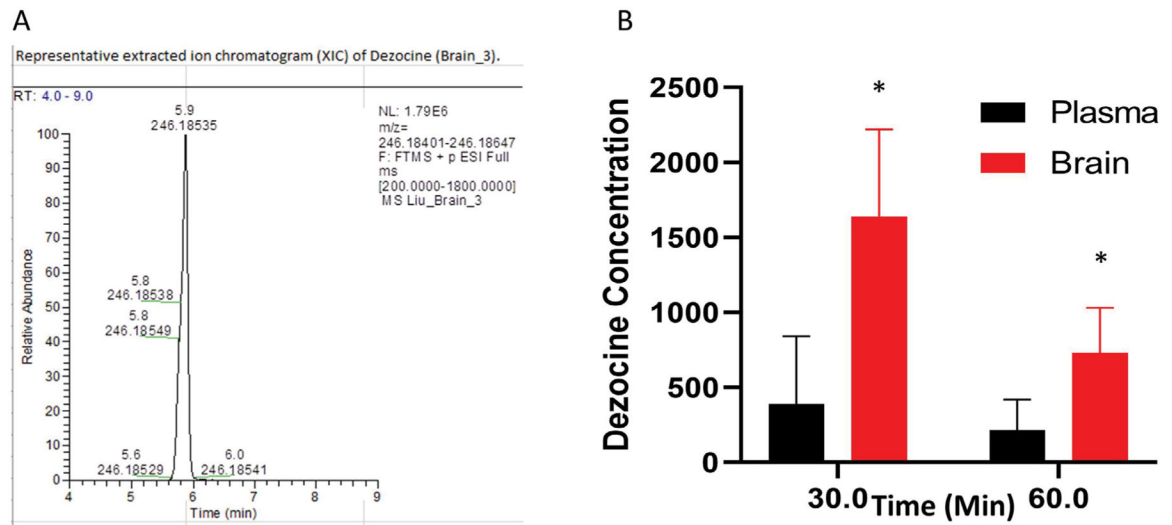 A
Representative extracted ion chromatogram (XIC) of Dezocine (Brain_3).
RT: 4.0 - 9.0
5.9
246.18535
NL: 1.79E6
m/z=
246.18401-246.18647
F: FTMS + p ESI Full
ms
[200.0000-1800.0000]
MS Liu_Brain_3
100
90
80
70
60
50
40
30
20
10
0
Relative Abundance
5.8
246.18538
5.8
246.18549
5.6
246.18529
6.0
246.18541
4 5 6 7 8 9
Time (min)
B
2500
2000
1500
1000
500
0
Dezocine Concentration
*
*
Plasma
Brain
30.0 Time (Min) 60.0